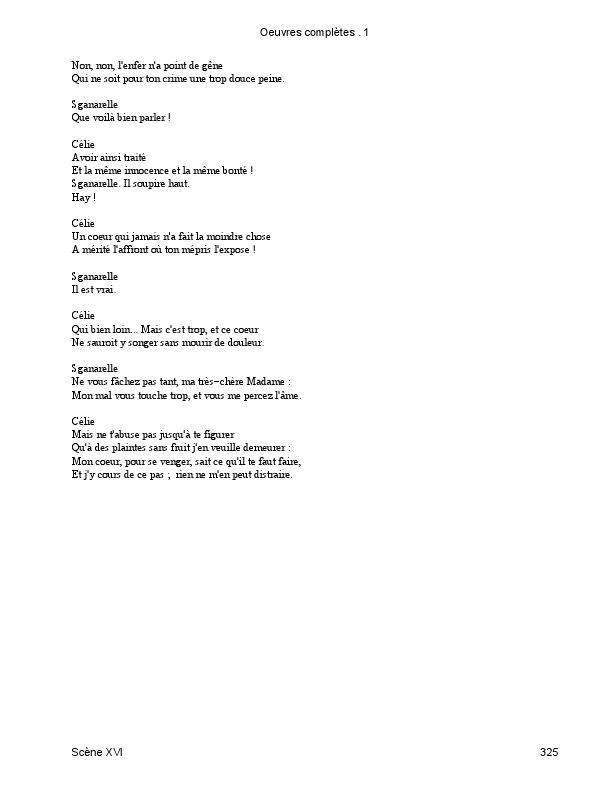 Oeuvres complètes . 1
Non, non, l'enfer n'a point de gêne
Qui ne soit pour ton crime une trop douce peine.
Sganarelle
Que voilà bien parler !
Célie
Avoir ainsi traité
Et la même innocence et la même bonté !
Sganarelle. Il soupire haut.
Hay !
Célie
Un coeur qui jamais n'a fait la moindre chose
A mérité l'affront où ton mépris l'expose !
Sganarelle
Il est vrai.
Célie
Qui bien loin... Mais c'est trop, et ce coeur
Ne sauroit y songer sans mourir de douleur.
Sganarelle
Ne vous fâchez pas tant, ma très−chère Madame :
Mon mal vous touche trop, et vous me percez l'âme.
Célie
Mais ne t'abuse pas jusqu'à te figurer
Qu'à des plaintes sans fruit j'en veuille demeurer :
Mon coeur, pour se venger, sait ce qu'il te faut faire,
Et j'y cours de ce pas ; rien ne m'en peut distraire.
Scène XVI
325